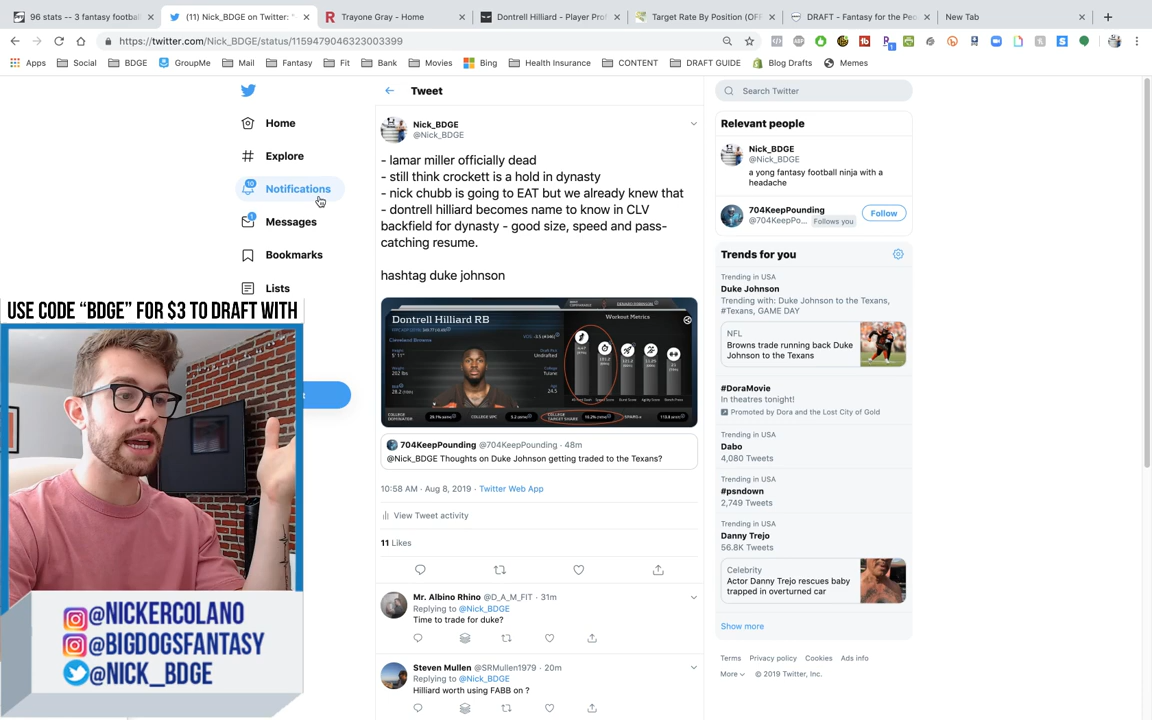 96 stats -- 3 fantasy footbal
(11) Nick_BDGE on Twitter: "
Trayone Gray - Home
Dontrell Hilliard - Player Prof
Target Rate By Position (OFF
DRAFT - Fantasy for the Peo
New Tab
https://twitter.com/Nick_BDGE/status/1159479046323003399
Apps
Social
BDGE
GroupMe
Mail
Fantasy
Fit
Bank
Movies
Bing
Health Insurance
CONTENT
DRAFT GUIDE
Blog Drafts
Memes
Home
Explore
10
Notifications
1
Messages
Bookmarks
Lists
Tweet
Nick_BDGE
@Nick_BDGE
- lamar miller officially dead
- still think crockett is a hold in dynasty
- nick chubb is going to EAT but we already knew that
- dontrell hilliard becomes name to know in CLV
backfield for dynasty - good size, speed and pass-
catching resume.
hashtag duke johnson
Dontrell Hilliard RB
Workout Metrics
Cleveland Browns
704KeepPounding @704KeepPounding · 48m
@Nick_BDGE Thoughts on Duke Johnson getting traded to the Texans?
10:58 AM · Aug 8, 2019 · Twitter Web App
View Tweet activity
11 Likes
Mr. Albino Rhino @D_A_M_FIT · 31m
Replying to @Nick_BDGE
Time to trade for duke?
Steven Mullen @SRMullen1979 · 20m
Replying to @Nick_BDGE
Hilliard worth using FABB on ?
Search Twitter
Relevant people
Nick_BDGE
@Nick_BDGE
a yong fantasy football ninja with a
headache
704KeepPounding
@704KeepPo... Follows you
Follow
Trends for you
Trending in USA
Duke Johnson
Trending with: Duke Johnson to the Texans,
#Texans, GAME DAY
NFL
Browns trade running back Duke
Johnson to the Texans
#DoraMovie
In theatres tonight!
Promoted by Dora and the Lost City of Gold
Trending in USA
Dabo
4,080 Tweets
Trending in USA
#psndown
2,749 Tweets
Trending in USA
Danny Trejo
56.8K Tweets
Celebrity
Actor Danny Trejo rescues baby
trapped in overturned car
Show more
Terms Privacy policy Cookies Ads info
More © 2019 Twitter, Inc.
USE CODE "BDGE" FOR $3 TO DRAFT WITH
@NICKERCOLANO
@BIGDOGSFANTASY
@NICK_BDGE